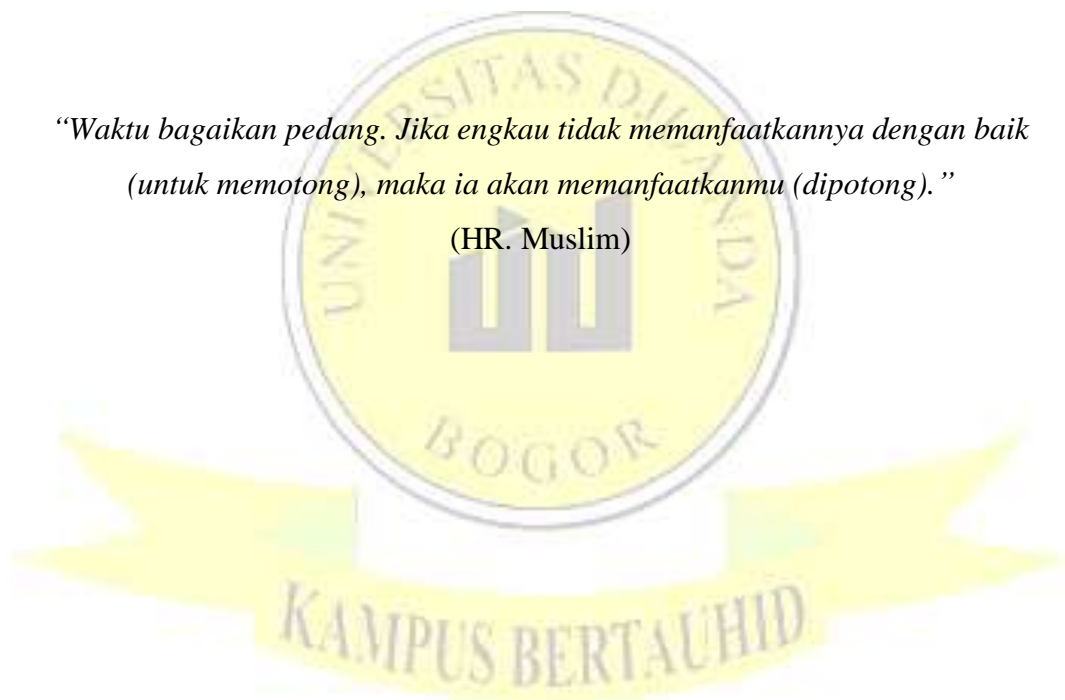 “Waktu bagaikan pedang. Jika engkau tidak memanfaatkannya dengan baik
(untuk memotong), maka ia akan memanfaatkanmu (dipotong).”
(HR. Muslim)
UNIVERSITAS DJUANDA
BOGOR
KAMPUS BERTAUHID